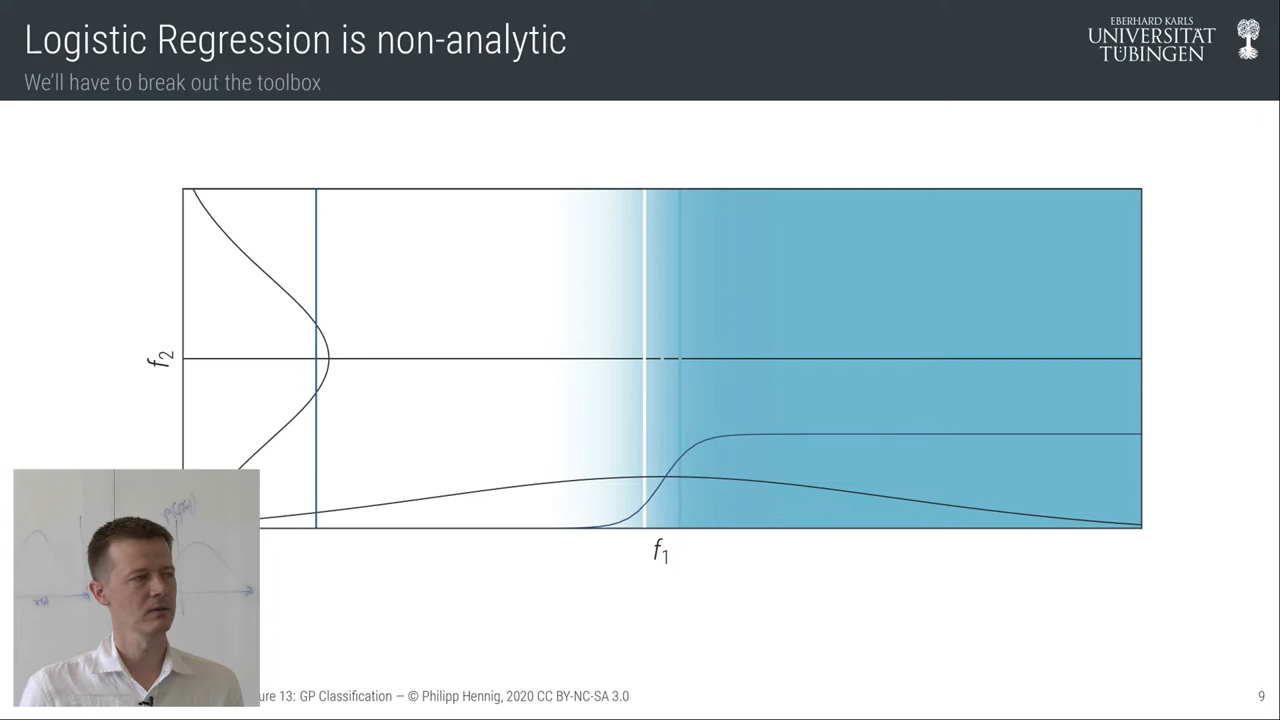 Logistic Regression is non-analytic
We'll have to break out the toolbox
EBERHARD KARLS
UNIVERSITÄT
TÜBINGEN
f2
f1
13: GP Classification — © Philipp Hennig, 2020 CC BY-NC-SA 3.0
9